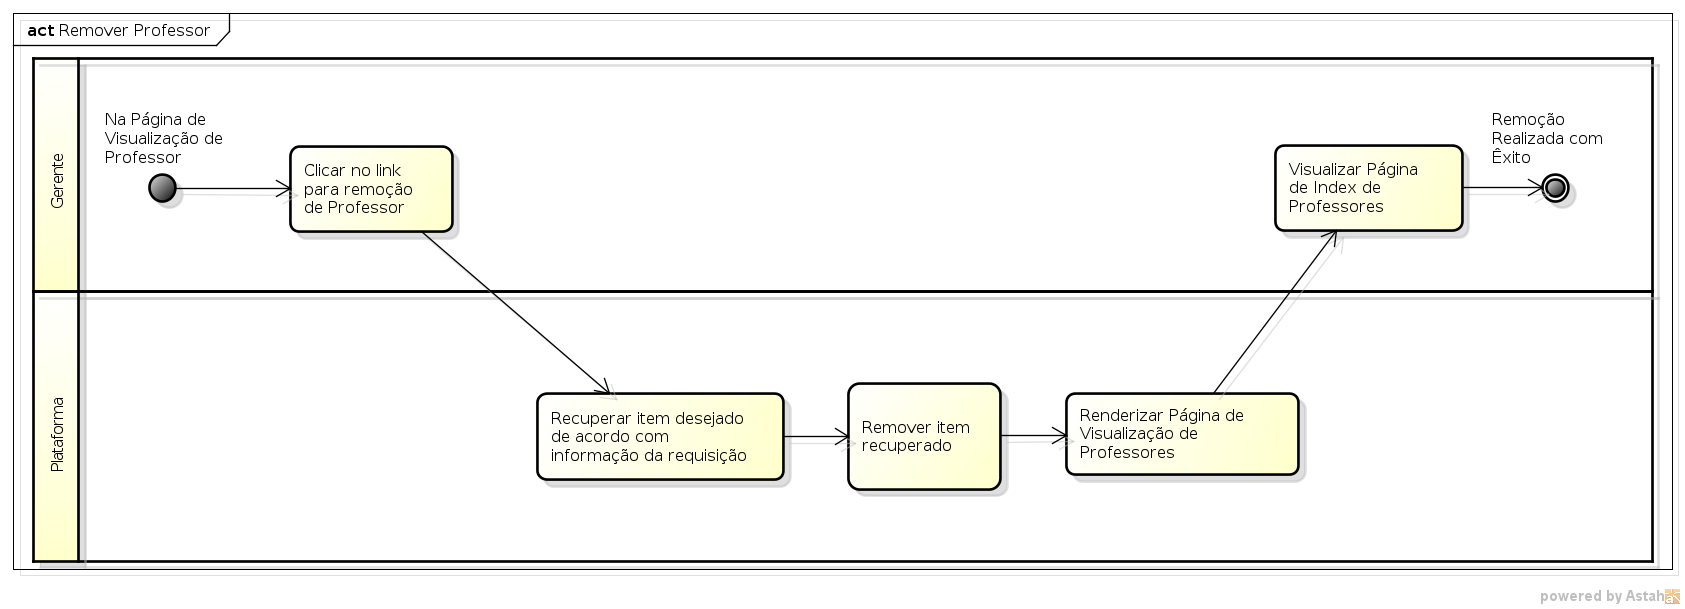 act Remover Professor
Gerente
Na Página de
Visualização de
Professor
Clicar no link
para remoção
de Professor
Visualizar Página
de Index de
Professores
Remoção
Realizada com
Êxito
Plataforma
Recuperar item desejado
de acordo com
informação da requisição
Remover item
recuperado
Renderizar Página de
Visualização de
Professores
powered by Astah